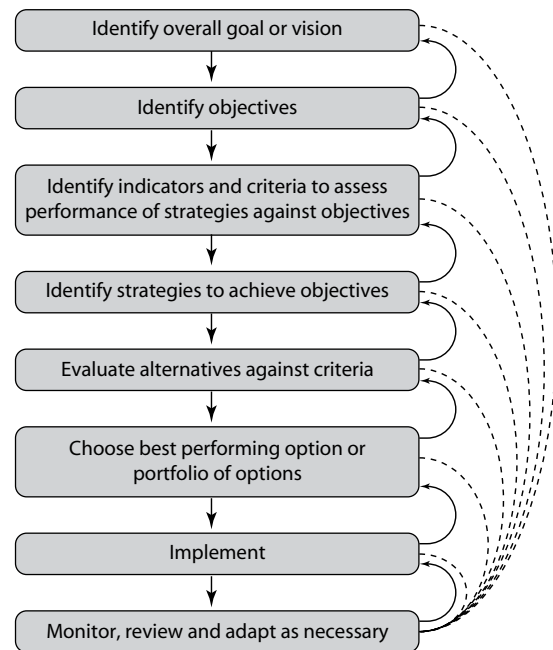 Identify overall goal or vision
Identify objectives
Identify indicators and criteria to assess
performance of strategies against objectives
Identify strategies to achieve objectives
Evaluate alternatives against criteria
Choose best performing option or
portfolio of options
Implement
Monitor, review and adapt as necessary